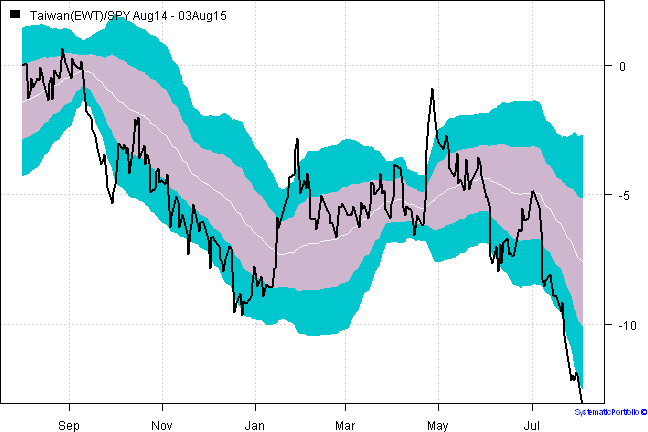 Taiwan(EWT)/SPY Aug14 - 03Aug15
0
-5
-10
Sep Nov Jan Mar May Jul
SystematicPortfolio ©